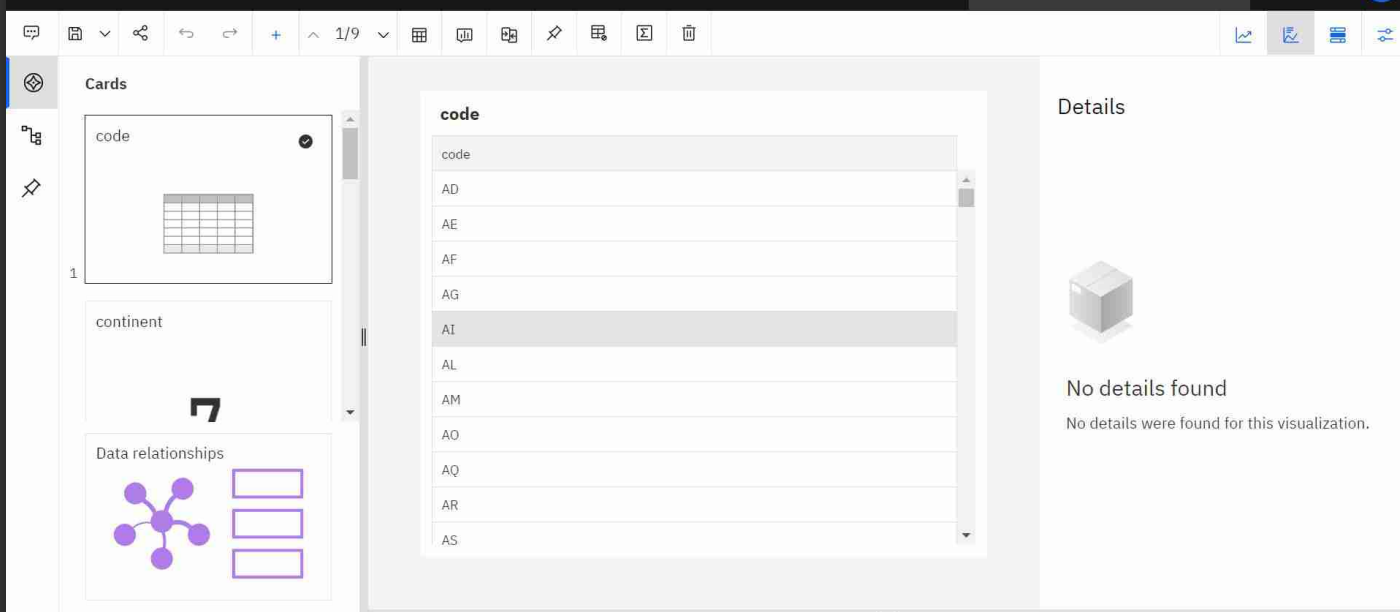 1/9
Cards
code
1
continent
7
Data relationships
code
code
AD
AE
AF
AG
AI
AL
AM
AO
AQ
AR
AS
Details
No details found
No details were found for this visualization.